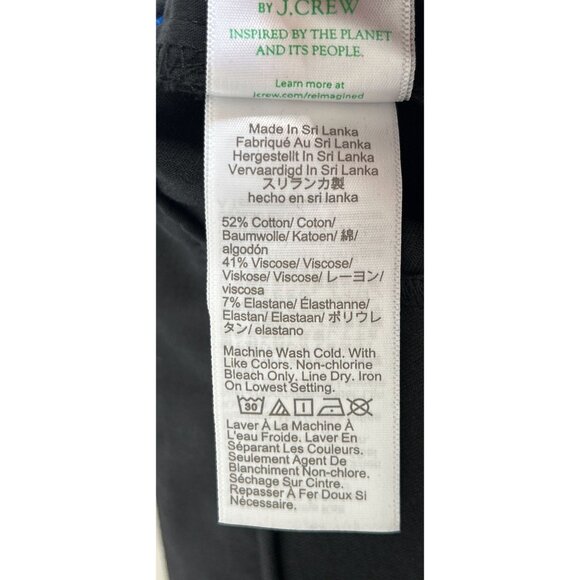 BY J.CREW
INSPIRED BY THE PLANET
AND ITS PEOPLE.
Learn more at
jcrew.com/reimagined
Made In Sri Lanka
Fabriqué Au Sri Lanka
Hergestellt In Sri Lanka
Vervaardigd In Sri Lanka
スリランカ製
hecho en sri lanka
52% Cotton/ Coton/
Baumwolle/ Katoen/ 綿/
algodón
41% Viscose/ Viscose/
Viskose/ Viscose/ レーヨン/
viscosa
7% Elastane/ Élasthanne/
Elastan/ Elastaan/ ポリウレ
タン/ elastano
Machine Wash Cold. With
Like Colors. Non-chlorine
Bleach Only. Line Dry. Iron
On Lowest Setting.
30
Laver À La Machine À
L'eau Froide. Laver En
Séparant Les Couleurs.
Seulement Agent De
Blanchiment Non-chlore.
Séchage Sur Cintre.
Repasser À Fer Doux Si
Nécessaire.